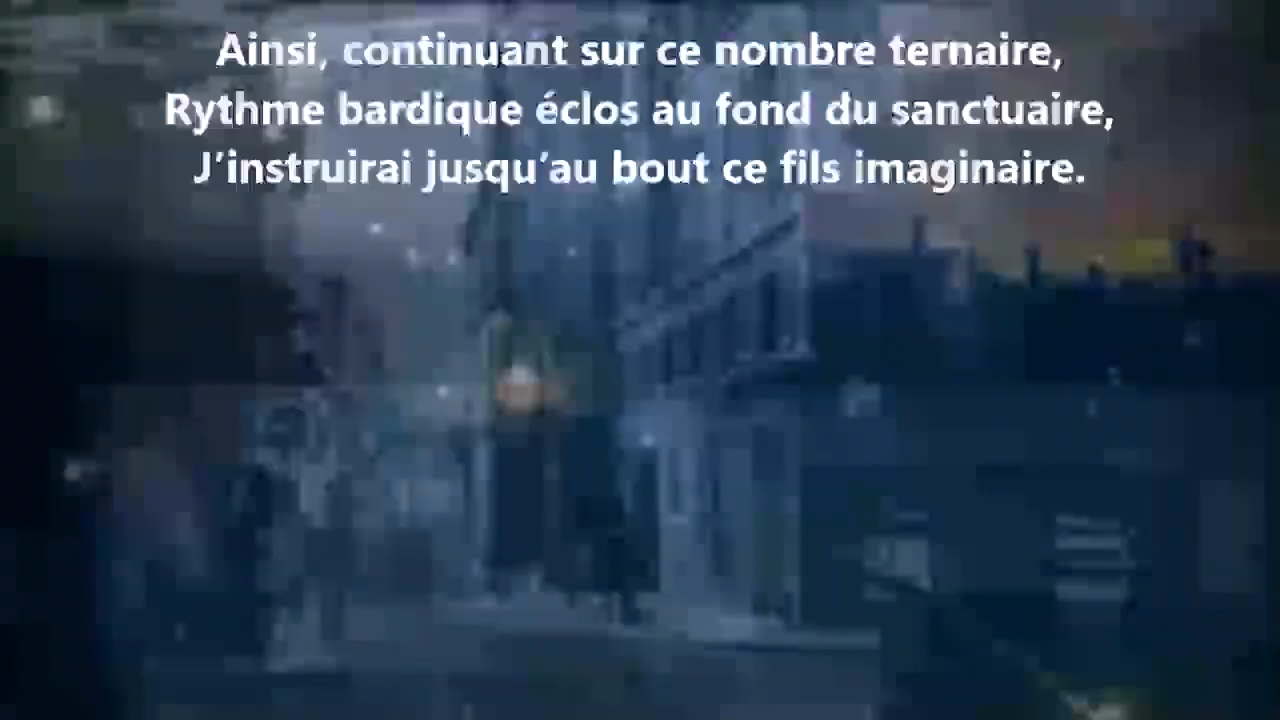 Ainsi, continuant sur ce nombre ternaire,
Rythme bardique éclos au fond du sanctuaire,
J’instruirai jusqu’au bout ce fils imaginaire.